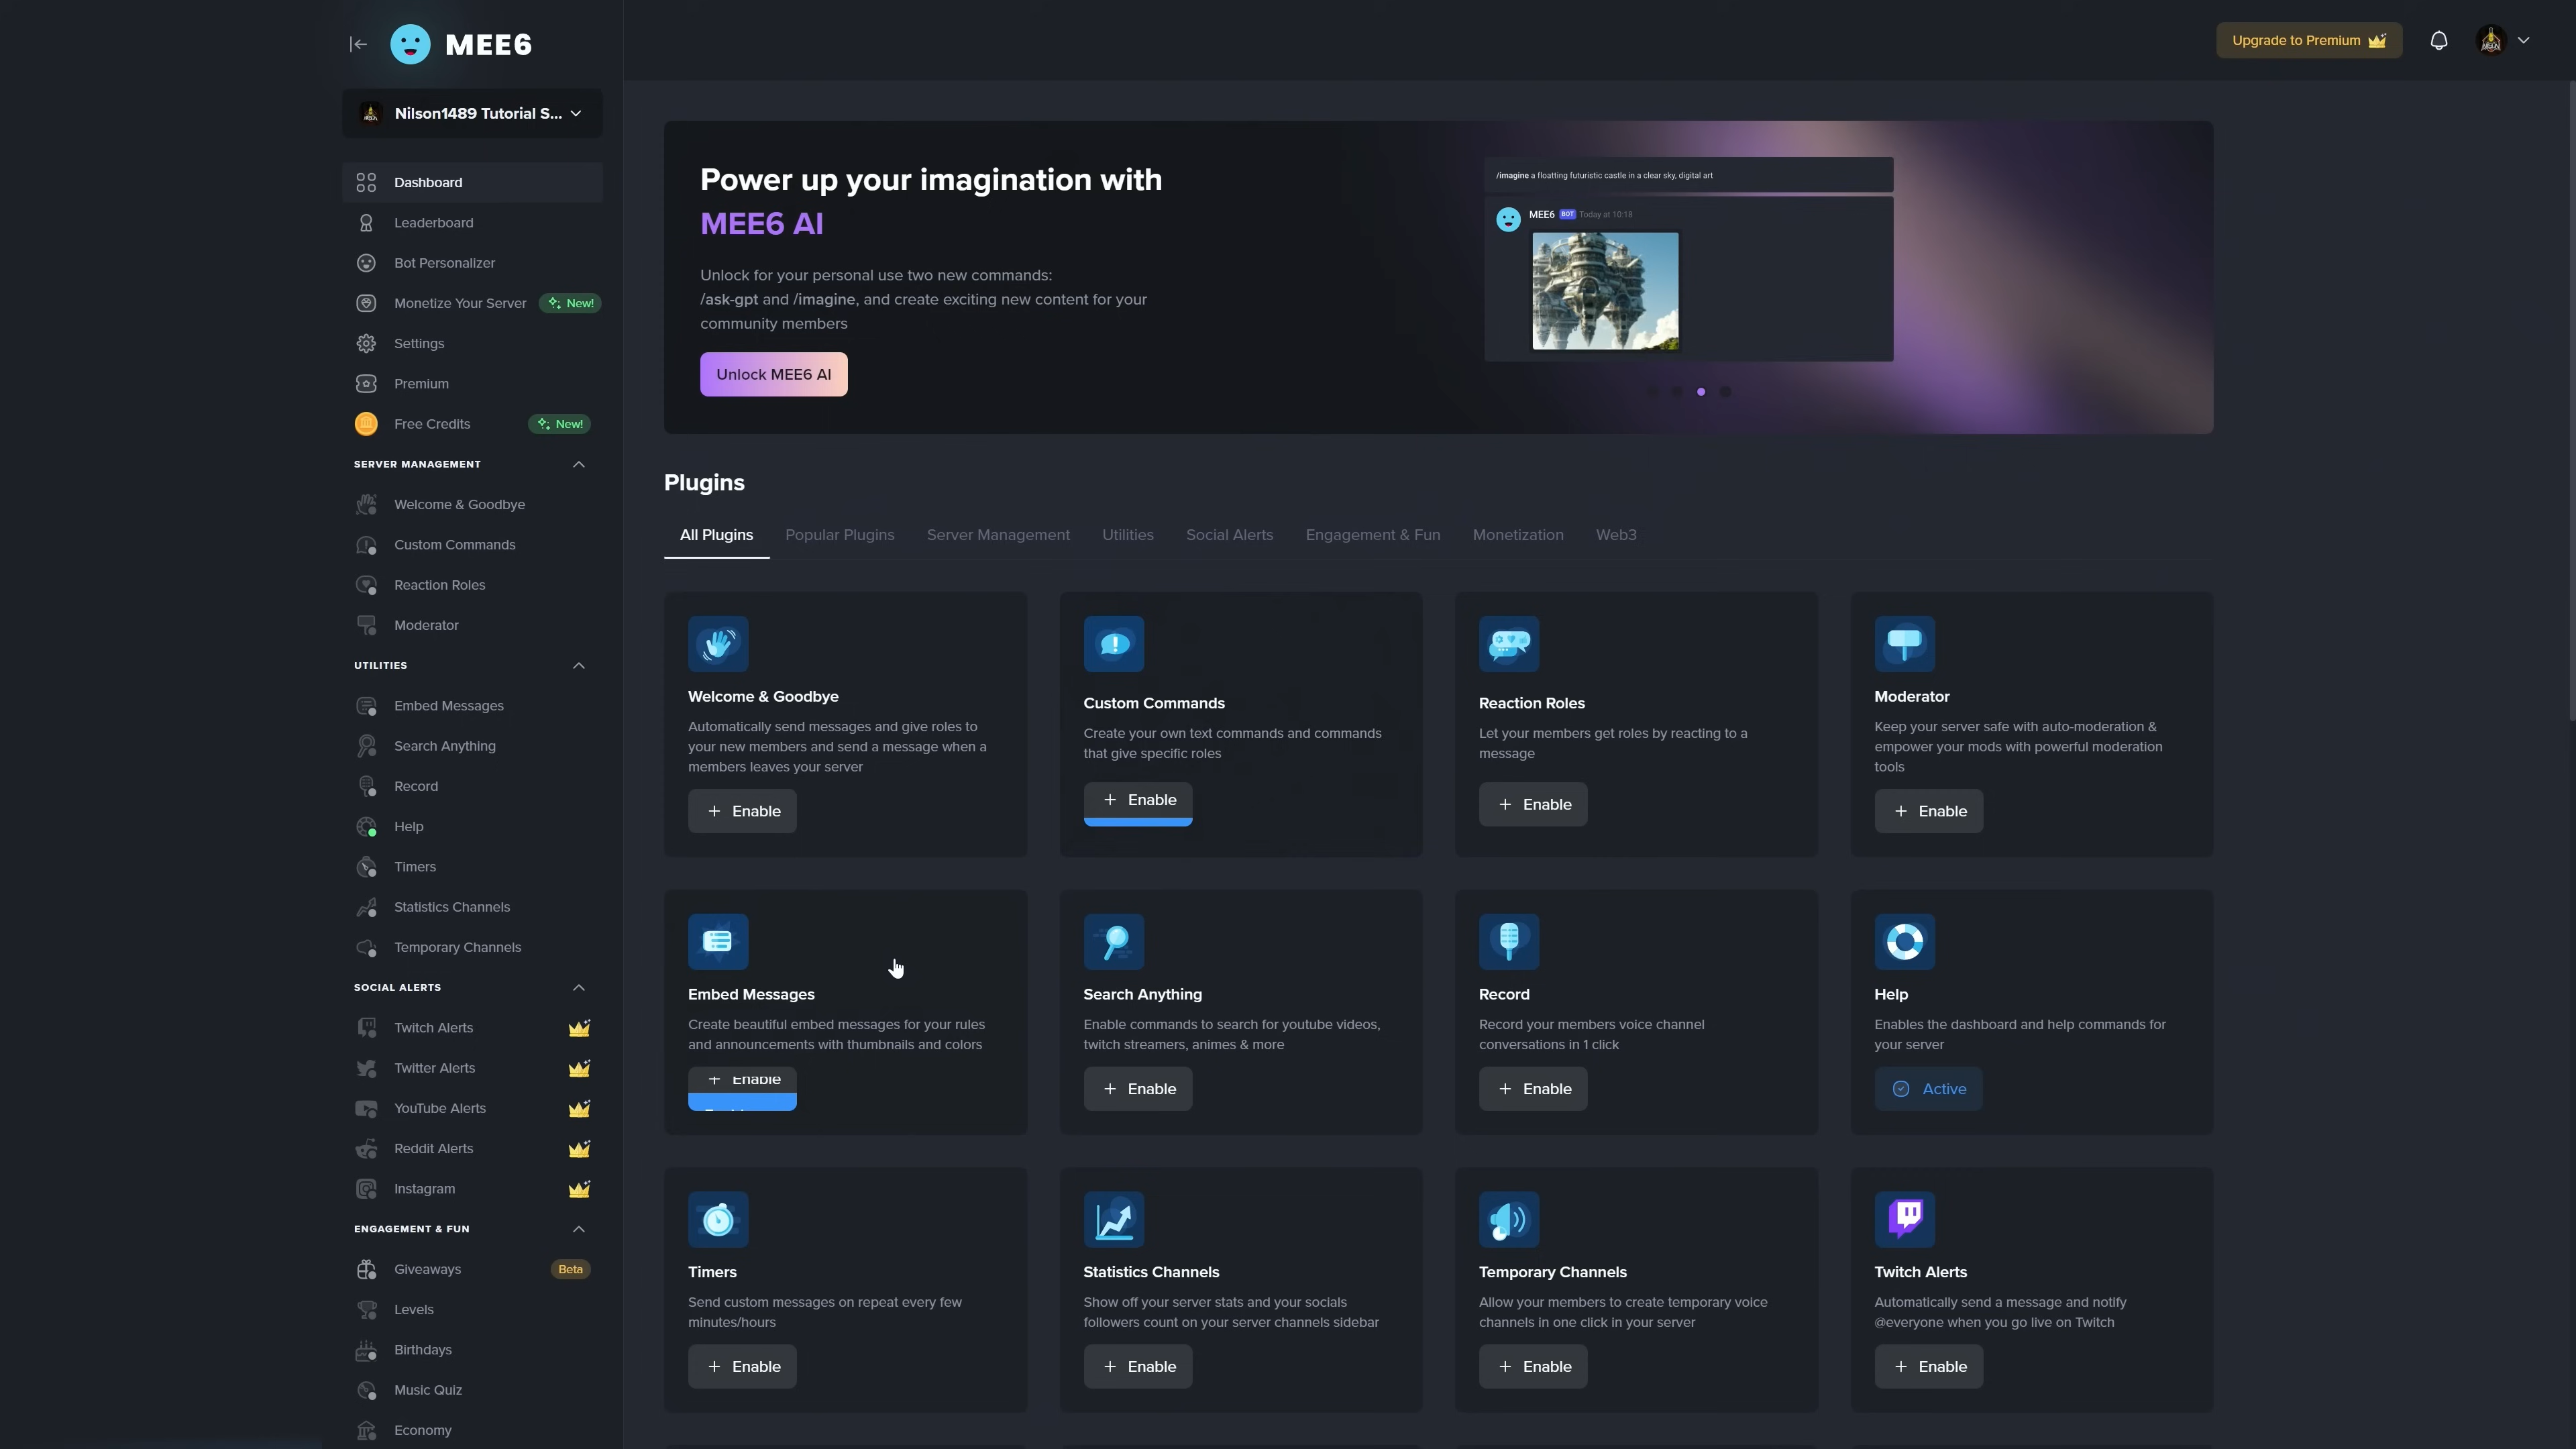 MEE6
Upgrade to Premium
Nilson1489 Tutorial S...
Dashboard
Leaderboard
Bot Personalizer
Monetize Your Server
New!
Settings
Premium
Free Credits
New!
SERVER MANAGEMENT
Welcome & Goodbye
Custom Commands
Reaction Roles
Moderator
UTILITIES
Embed Messages
Search Anything
Record
Help
Timers
Statistics Channels
Temporary Channels
SOCIAL ALERTS
Twitch Alerts
Twitter Alerts
YouTube Alerts
Reddit Alerts
Instagram
ENGAGEMENT & FUN
Giveaways
Beta
Levels
Birthdays
Music Quiz
Economy
Power up your imagination with
MEE6 AI
Unlock for your personal use two new commands:
/ask-gpt and /imagine, and create exciting new content for your
community members
Unlock MEE6 AI
/imagine a floatting futuristic castle in a clear sky, digital art
MEE6 BOT Today at 10:18
Plugins
All Plugins
Popular Plugins
Server Management
Utilities
Social Alerts
Engagement & Fun
Monetization
Web3
Welcome & Goodbye
Automatically send messages and give roles to
your new members and send a message when a
members leaves your server
+ Enable
Custom Commands
Create your own text commands and commands
that give specific roles
+ Enable
Reaction Roles
Let your members get roles by reacting to a
message
+ Enable
Moderator
Keep your server safe with auto-moderation &
empower your mods with powerful moderation
tools
+ Enable
Embed Messages
Create beautiful embed messages for your rules
and announcements with thumbnails and colors
+ Enable
Search Anything
Enable commands to search for youtube videos,
twitch streamers, animes & more
+ Enable
Record
Record your members voice channel
conversations in 1 click
+ Enable
Help
Enables the dashboard and help commands for
your server
Active
Timers
Send custom messages on repeat every few
minutes/hours
+ Enable
Statistics Channels
Show off your server stats and your socials
followers count on your server channels sidebar
+ Enable
Temporary Channels
Allow your members to create temporary voice
channels in one click in your server
+ Enable
Twitch Alerts
Automatically send a message and notify
@everyone when you go live on Twitch
+ Enable